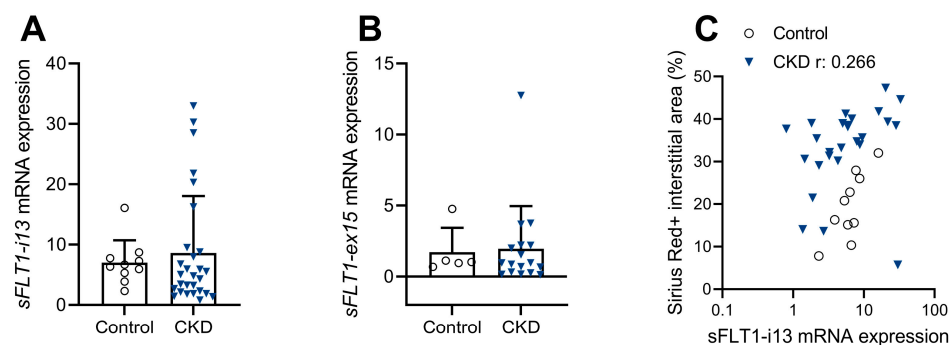 A
sFLT1-i13 mRNA expression
40
30
20
10
0
Control
CKD
B
sFLT1-ex15 mRNA expression
15
10
5
0
Control
CKD
C
Control
CKD r: 0.266
Sirius Red+ interstitial area (%)
50
40
30
20
10
0
0.1
1
10
100
sFLT1-i13 mRNA expression